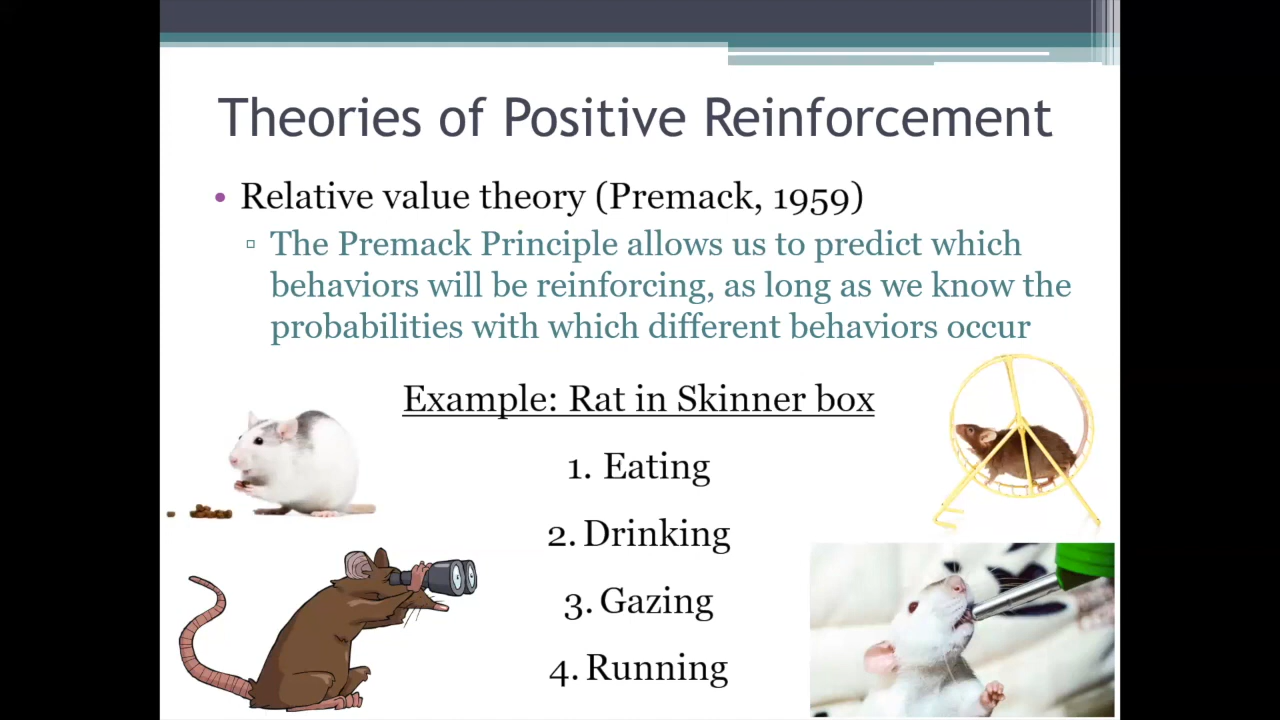 Theories of Positive Reinforcement
• Relative value theory (Premack, 1959)
▫ The Premack Principle allows us to predict which
behaviors will be reinforcing, as long as we know the
probabilities with which different behaviors occur
Example: Rat in Skinner box
1. Eating
2. Drinking
3. Gazing
4. Running